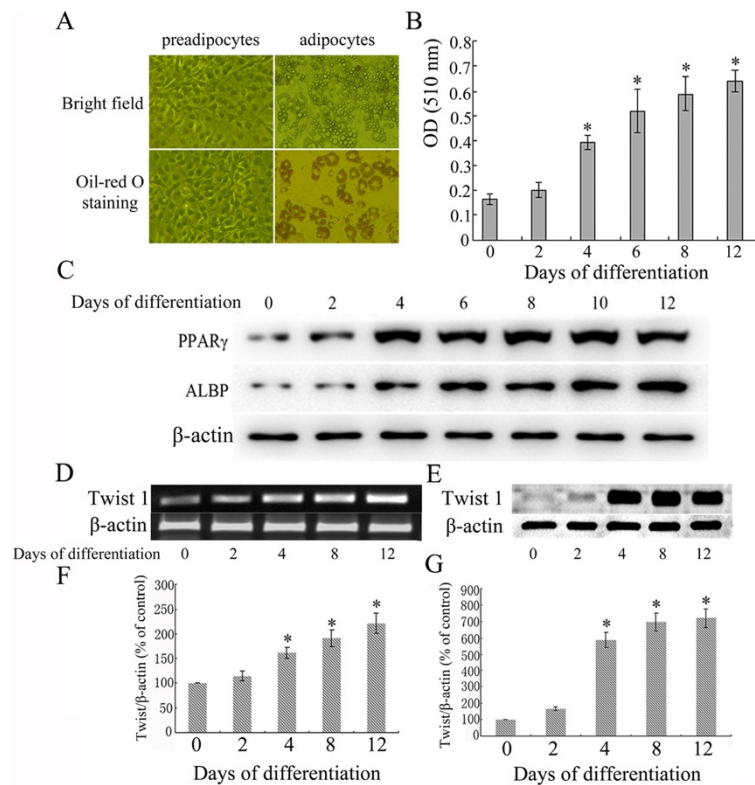 A
preadipocytes adipocytes
Bright field
Oil-red O
staining
B
OD (510 nm)
0.8
0.7
0.6
0.5
0.4
0.3
0.2
0.1
0
* * * *
0 2 4 6 8 12
Days of differentiation
C
Days of differentiation 0 2 4 6 8 10 12
PPARγ
ALBP
β-actin
D
Twist 1
β-actin
Days of differentiation 0 2 4 8 12
E
Twist 1
β-actin
0 2 4 8 12
F
Twist/β-actin (% of control)
300
250
200
150
100
50
0
* * *
0 2 4 8 12
Days of differentiation
G
Twist/β-actin (% of control)
900
800
700
600
500
400
300
200
100
0
* * *
0 2 4 8 12
Days of differentiation